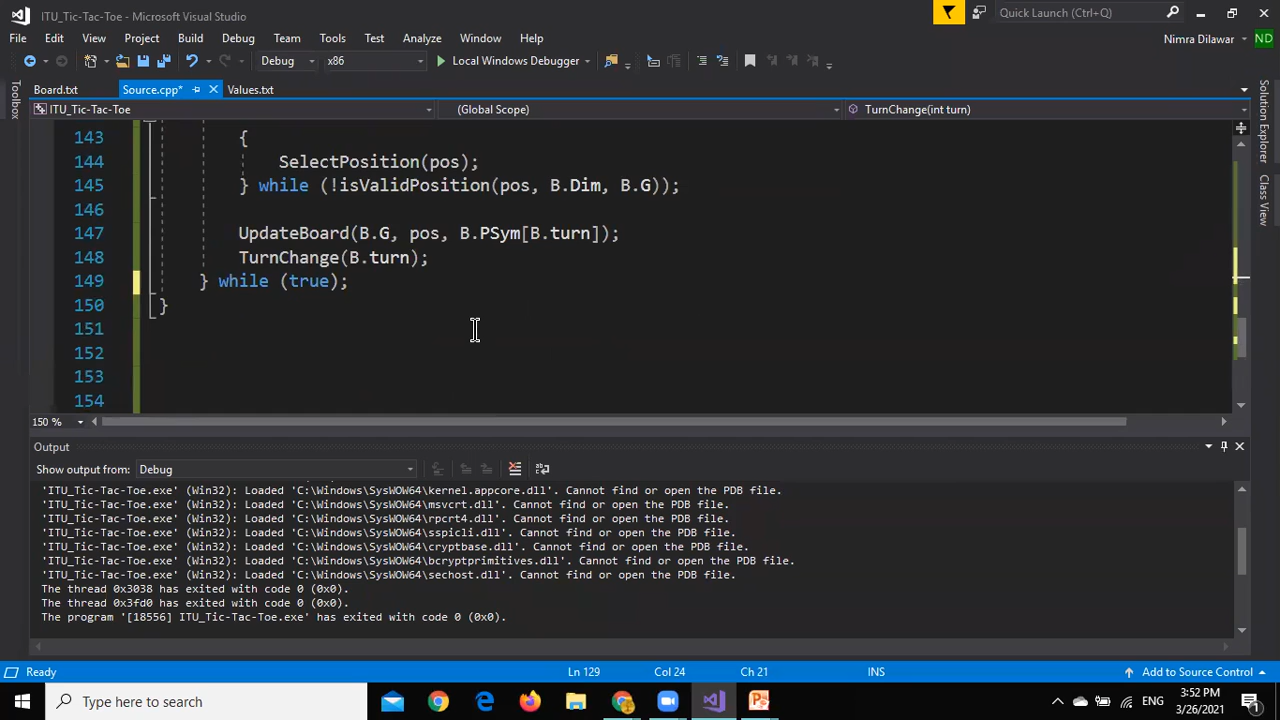 ITU_Tic-Tac-Toe - Microsoft Visual Studio
Quick Launch (Ctrl+Q)
File Edit View Project Build Debug Team Tools Test Analyze Window Help
Nimra Dilawar ND
Debug x86 Local Windows Debugger
Board.txt Source.cpp* Values.txt
ITU_Tic-Tac-Toe (Global Scope) TurnChange(int turn)
Toolbox
Solution Explorer
Class View
143 {
144 SelectPosition(pos);
145 } while (!isValidPosition(pos, B.Dim, B.G));
146
147 UpdateBoard(B.G, pos, B.PSym[B.turn]);
148 TurnChange(B.turn);
149 } while (true);
150 }
151
152
153
154
150 %
Output
Show output from: Debug
'ITU_Tic-Tac-Toe.exe' (Win32): Loaded 'C:\Windows\SysWOW64\kernel.appcore.dll'. Cannot find or open the PDB file.
'ITU_Tic-Tac-Toe.exe' (Win32): Loaded 'C:\Windows\SysWOW64\msvcrt.dll'. Cannot find or open the PDB file.
'ITU_Tic-Tac-Toe.exe' (Win32): Loaded 'C:\Windows\SysWOW64\rpcrt4.dll'. Cannot find or open the PDB file.
'ITU_Tic-Tac-Toe.exe' (Win32): Loaded 'C:\Windows\SysWOW64\sspicli.dll'. Cannot find or open the PDB file.
'ITU_Tic-Tac-Toe.exe' (Win32): Loaded 'C:\Windows\SysWOW64\cryptbase.dll'. Cannot find or open the PDB file.
'ITU_Tic-Tac-Toe.exe' (Win32): Loaded 'C:\Windows\SysWOW64\bcryptprimitives.dll'. Cannot find or open the PDB file.
'ITU_Tic-Tac-Toe.exe' (Win32): Loaded 'C:\Windows\SysWOW64\sechost.dll'. Cannot find or open the PDB file.
The thread 0x3038 has exited with code 0 (0x0).
The thread 0x3fd0 has exited with code 0 (0x0).
The program '[18556] ITU_Tic-Tac-Toe.exe' has exited with code 0 (0x0).
Ready Ln 129 Col 24 Ch 21 INS Add to Source Control
Type here to search
ENG
3:52 PM
3/26/2021
1